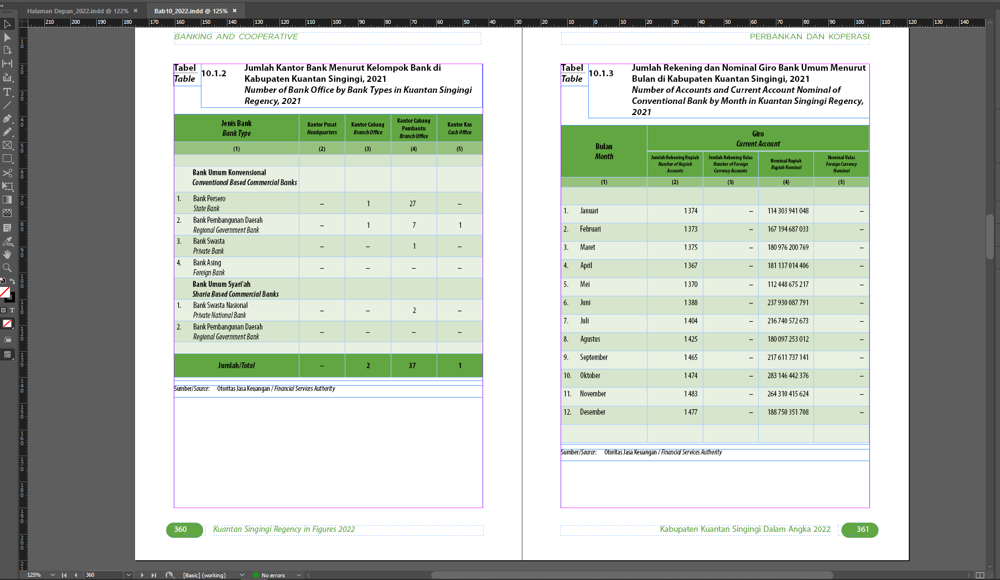 Halaman Depan_2022.indd @ 122% ×
Bab10_2022.indd @ 125% ×
210 200 190 180 170 160 150 140 130 120 110 100 90 80 70 60 50 40 30 20 10 0 10 20 30 40 50 60 70 80 90 100 110 120 130 140
BANKING AND COOPERATIVE
Tabel
Table
10.1.2
Jumlah Kantor Bank Menurut Kelompok Bank di
Kabupaten Kuantan Singingi, 2021
Number of Bank Office by Bank Types in Kuantan Singingi
Regency, 2021
Jenis Bank
Bank Type
Kantor Pusat
Headquarters
Kantor Cabang
Branch Office
Kantor Cabang
Pembantu
Branch Office
Kantor Kas
Cash Office
(1) (2) (3) (4) (5)
Bank Umum Konvensional
Conventional Based Commercial Banks
1. Bank Persero
State Bank
– 1 27 –
2. Bank Pembangunan Daerah
Regional Government Bank
– 1 7 1
3. Bank Swasta
Private Bank
– – 1 –
4. Bank Asing
Foreign Bank
– – – –
Bank Umum Syari'ah
Sharia Based Commercial Banks
1. Bank Swasta Nasional
Private National Bank
– – 2 –
2. Bank Pembangunan Daerah
Regional Government Bank
– – – –
Jumlah/Total – 2 37 1
Sumber/Source: Otoritas Jasa Keuangan / Financial Services Authority
360 Kuantan Singingi Regency in Figures 2022
PERBANKAN DAN KOPERASI
Tabel
Table
10.1.3
Jumlah Rekening dan Nominal Giro Bank Umum Menurut
Bulan di Kabupaten Kuantan Singingi, 2021
Number of Accounts and Current Account Nominal of
Conventional Bank by Month in Kuantan Singingi Regency,
2021
Bulan
Month
Giro
Current Account
Jumlah Rekening Rupiah
Number of Rupiah
Accounts
Jumlah Rekening Valas
Number of Foreign
Currency Accounts
Nominal Rupiah
Rupiah Nominal
Nominal Valas
Foreign Currency
Nominal
(1) (2) (3) (4) (5)
1. Januari 1 374 – 114 303 941 048 –
2. Februari 1 373 – 167 194 687 033 –
3. Maret 1 375 – 180 976 200 769 –
4. April 1 367 – 181 137 014 406 –
5. Mei 1 370 – 112 448 675 217 –
6. Juni 1 388 – 237 930 087 791 –
7. Juli 1 404 – 216 740 572 673 –
8. Agustus 1 425 – 180 097 253 012 –
9. September 1 465 – 217 611 737 141 –
10. Oktober 1 474 – 283 146 442 376 –
11. November 1 483 – 264 310 415 624 –
12. Desember 1 477 – 188 750 351 708 –
Sumber/Source: Otoritas Jasa Keuangan / Financial Services Authority
Kabupaten Kuantan Singingi Dalam Angka 2022 361
125% 360 [Basic] (working) No errors